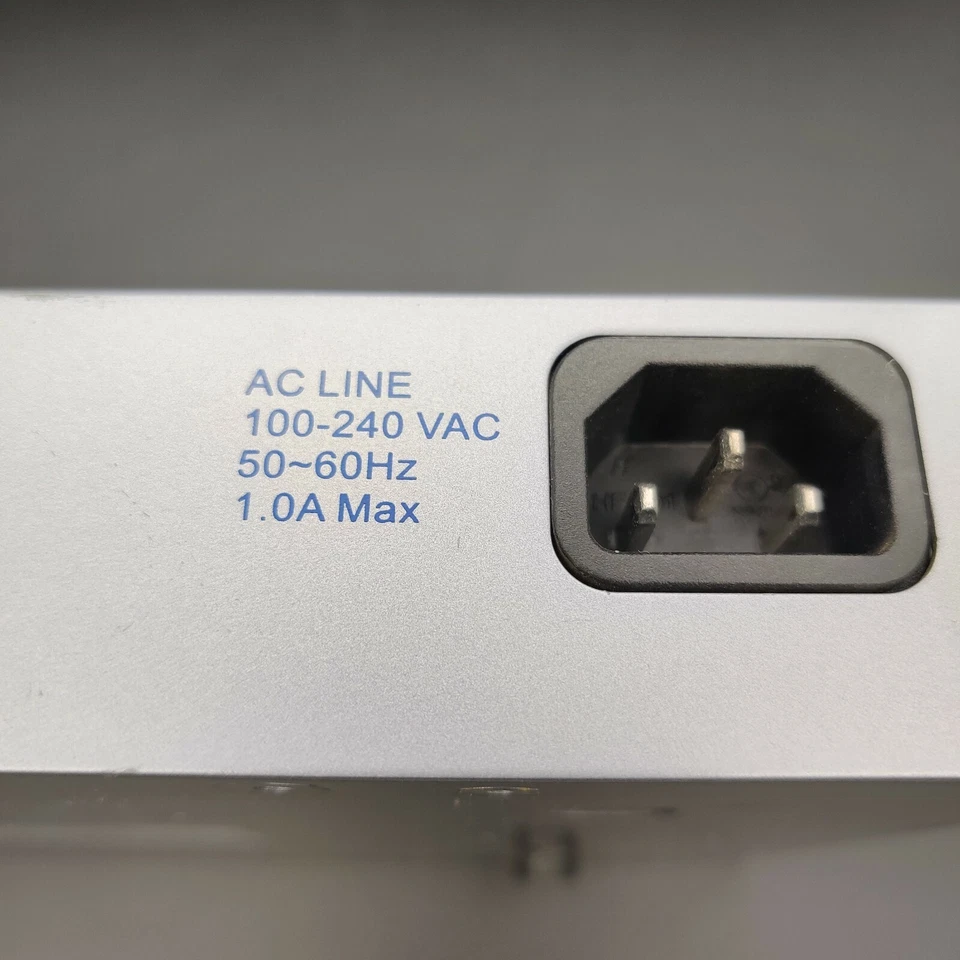 AC LINE
100-240 VAC
50~60Hz
1.0A Max